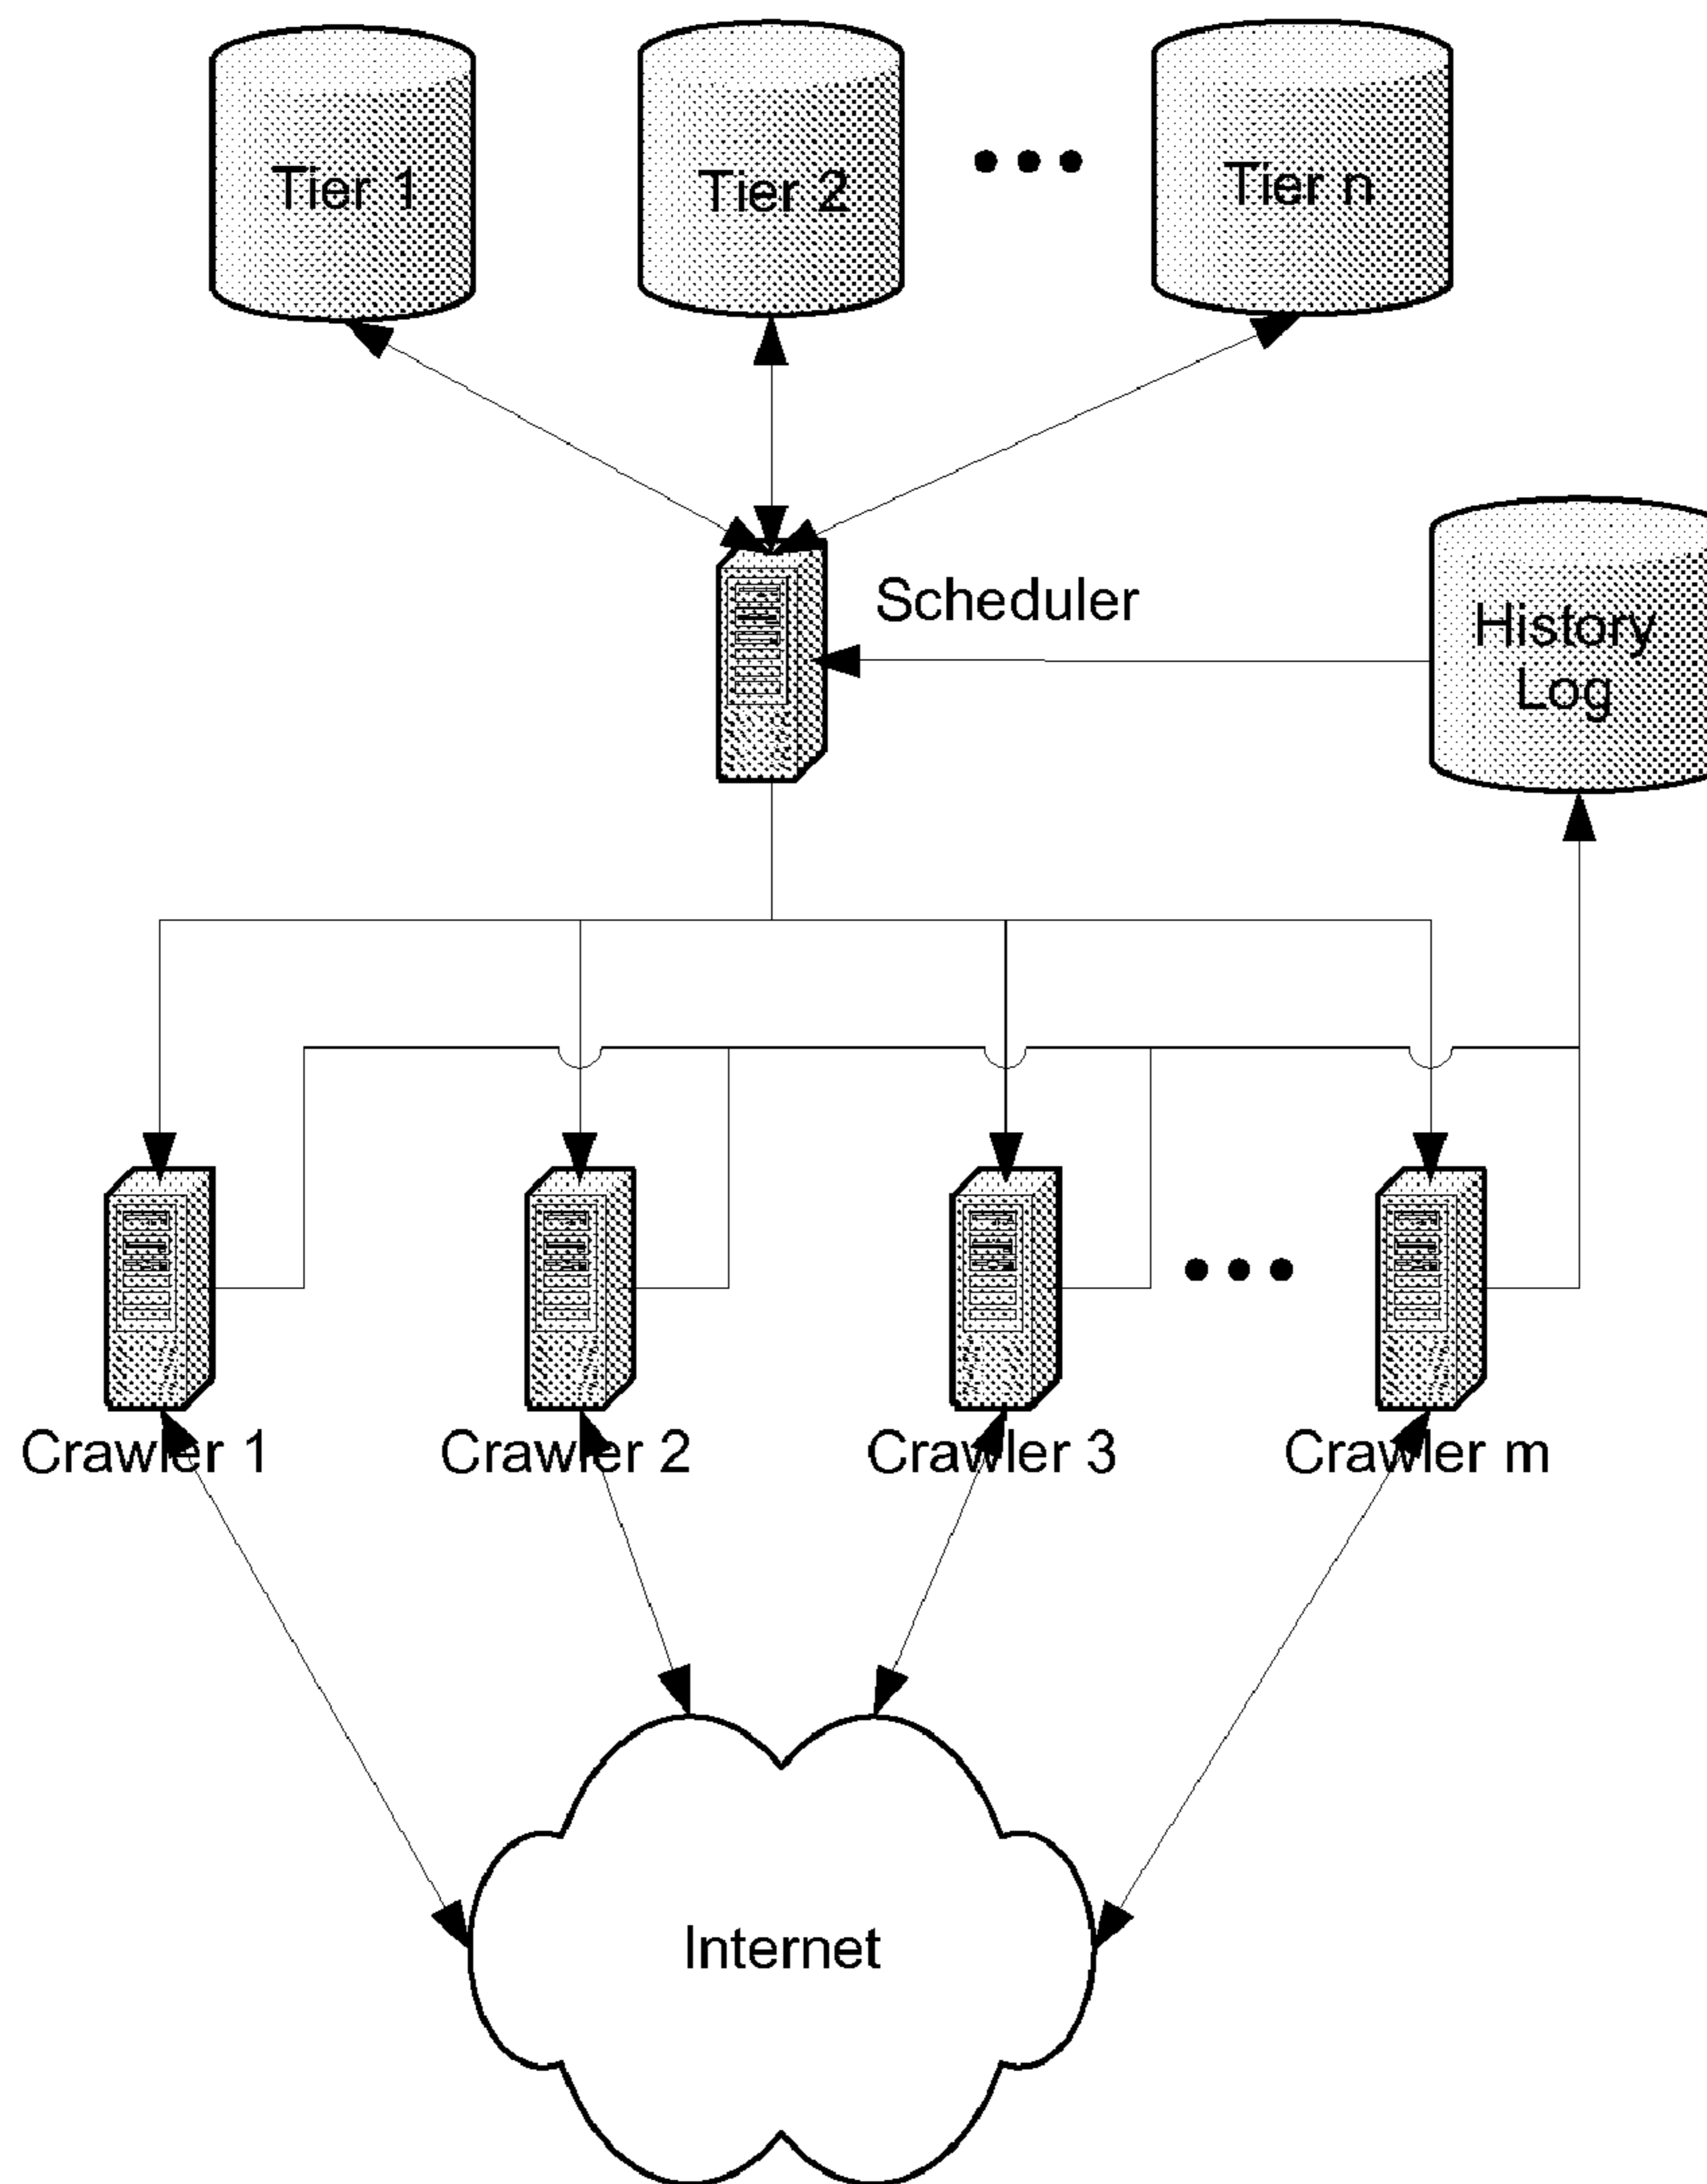 Tier 1
Tier 2
Tier n
Scheduler
History
Log
Crawler 1
Crawler 2
Crawler 3
Crawler m
Internet